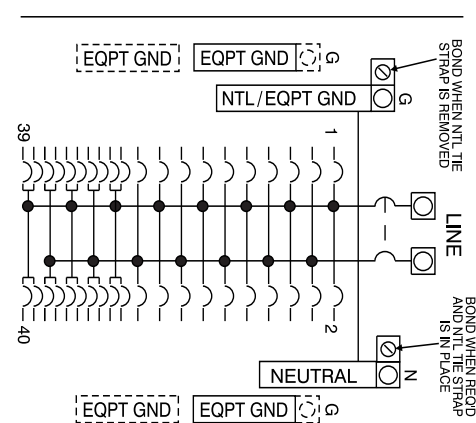 EQPT GND
EQPT GND
G
NTL/EQPT GND
G
BOND WHEN NTL TIE
STRAP IS REMOVED
39
1
LINE
40
2
BOND WHEN REQ'D
AND NTL TIE STRAP
IS IN PLACE
NEUTRAL
N
EQPT GND
EQPT GND
G